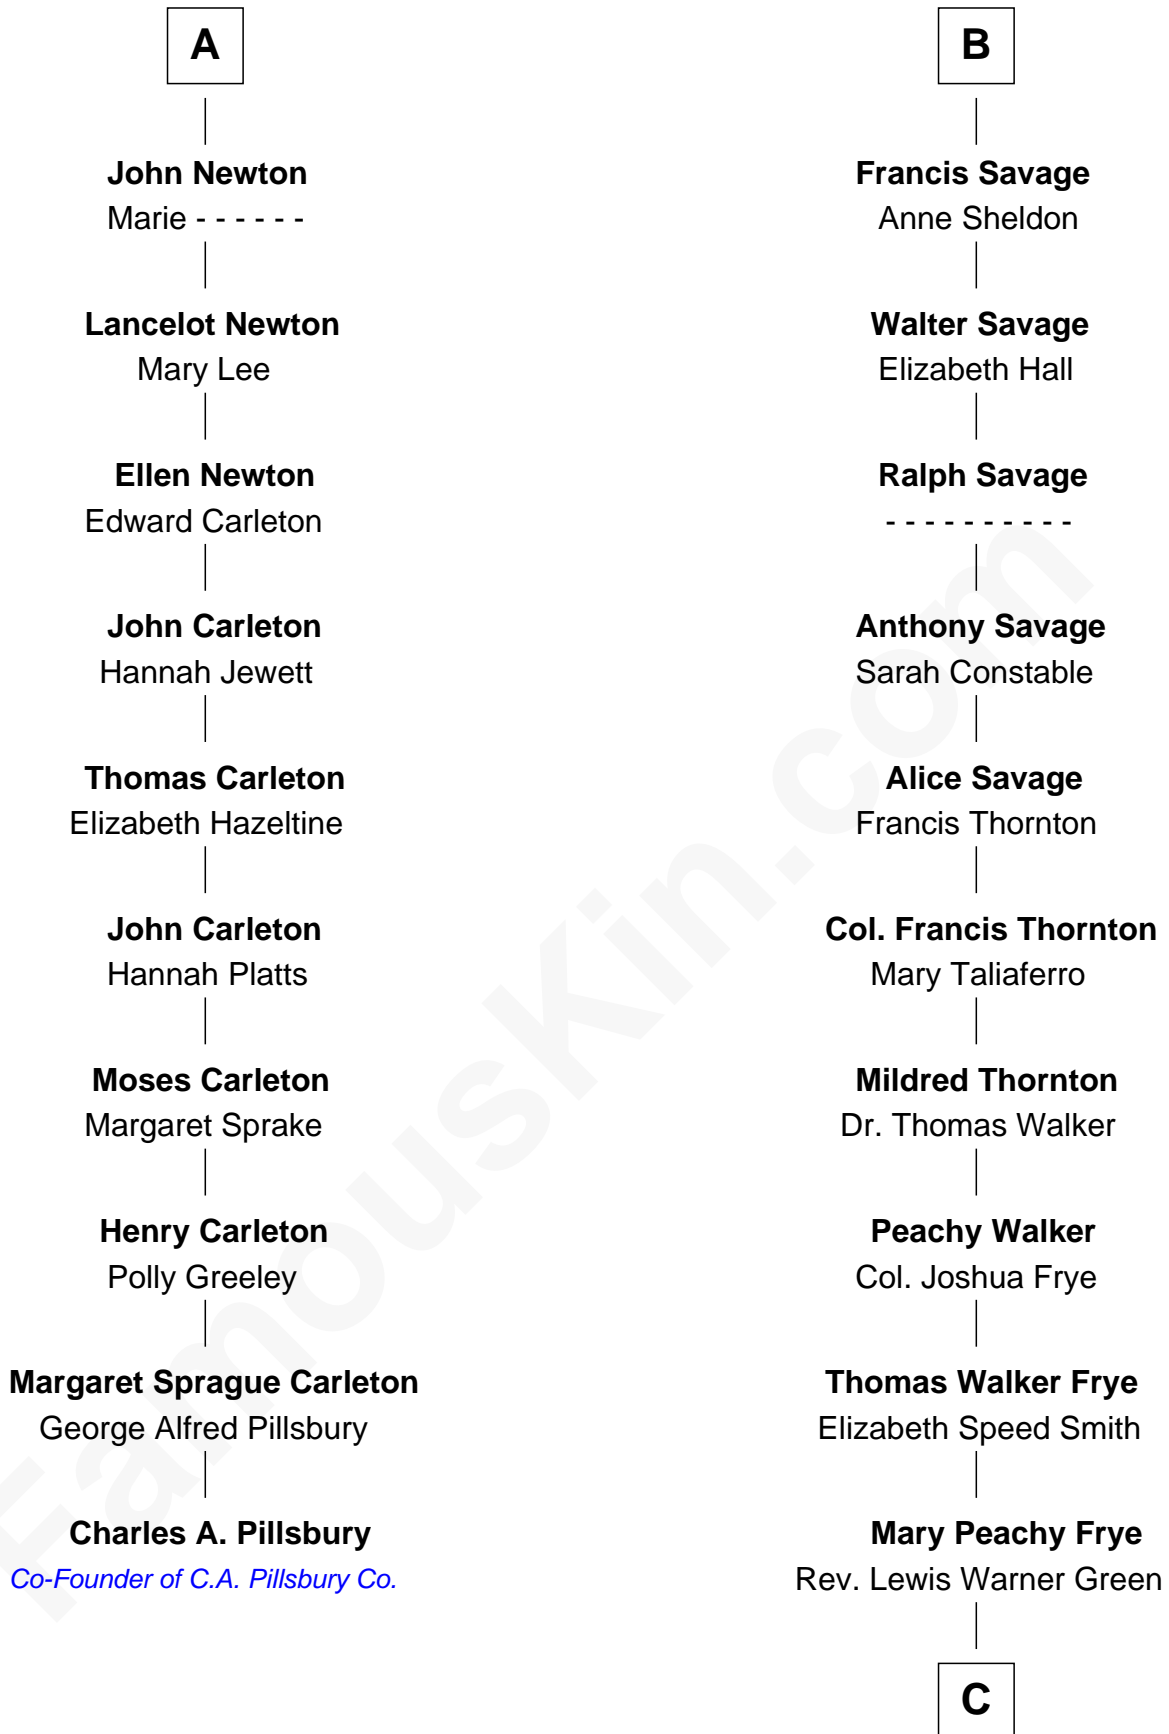 A
John Newton
Marie - - - - - -
Lancelot Newton
Mary Lee
Ellen Newton
Edward Carleton
John Carleton
Hannah Jewett
Thomas Carleton
Elizabeth Hazeltine
John Carleton
Hannah Platts
Moses Carleton
Margaret Sprake
Henry Carleton
Polly Greeley
Margaret Sprague Carleton
George Alfred Pillsbury
Charles A. Pillsbury
Co-Founder of C.A. Pillsbury Co.
B
Francis Savage
Anne Sheldon
Walter Savage
Elizabeth Hall
Ralph Savage
- - - - - - - - - -
Anthony Savage
Sarah Constable
Alice Savage
Francis Thornton
Col. Francis Thornton
Mary Taliaferro
Mildred Thornton
Dr. Thomas Walker
Peachy Walker
Col. Joshua Frye
Thomas Walker Frye
Elizabeth Speed Smith
Mary Peachy Frye
Rev. Lewis Warner Green
C
FamousKin.com